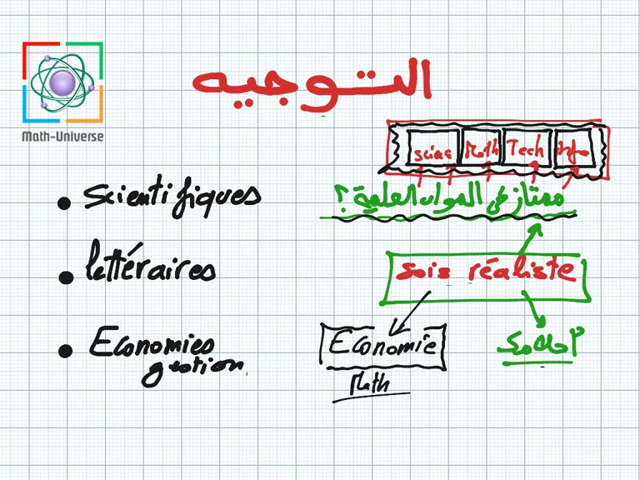 Math-Universe
التوجيه
scienc Math Tech Info
Scientifiques
ممتاز في المواد العلمية ؟
littéraires
sois réaliste
Economies
gestion
Economie
أحلامك
Math